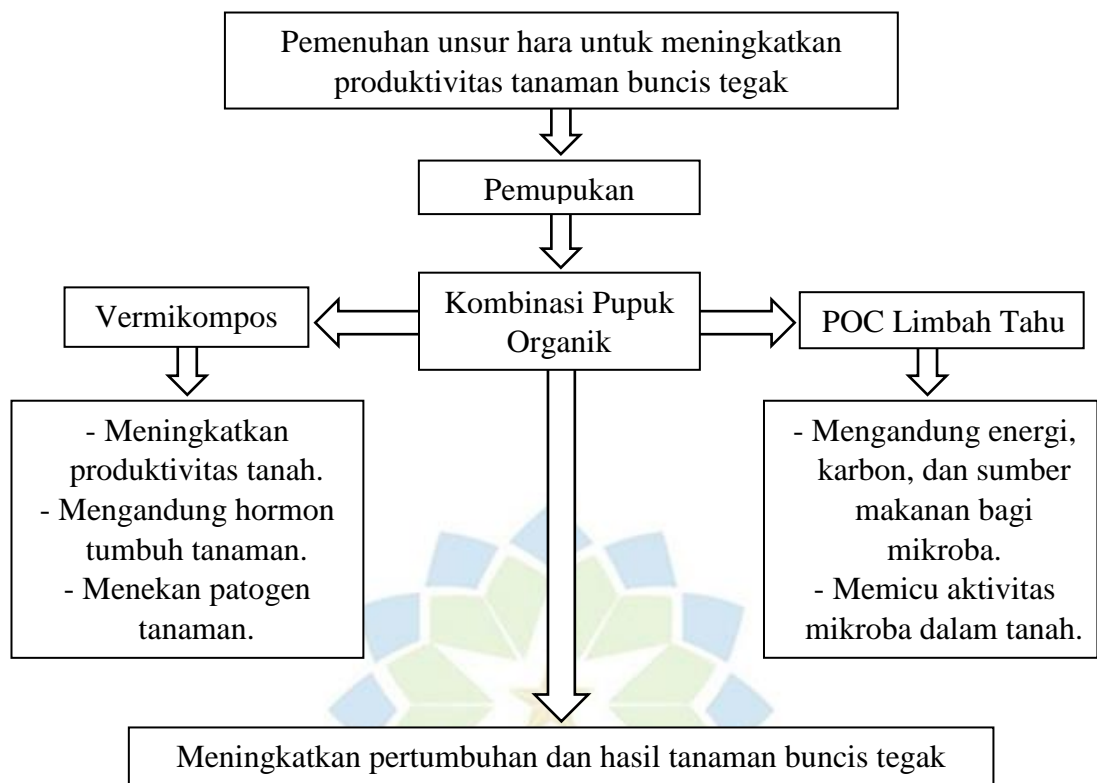 Pemenuhan unsur hara untuk meningkatkan
produktivitas tanaman buncis tegak
Pemupukan
Kombinasi Pupuk
Organik
Vermikompos
POC Limbah Tahu
- Meningkatkan
produktivitas tanah.
- Mengandung hormon
tumbuh tanaman.
- Menekan patogen
tanaman.
- Mengandung energi,
karbon, dan sumber
makanan bagi
mikroba.
- Memicu aktivitas
mikroba dalam tanah.
Meningkatkan pertumbuhan dan hasil tanaman buncis tegak